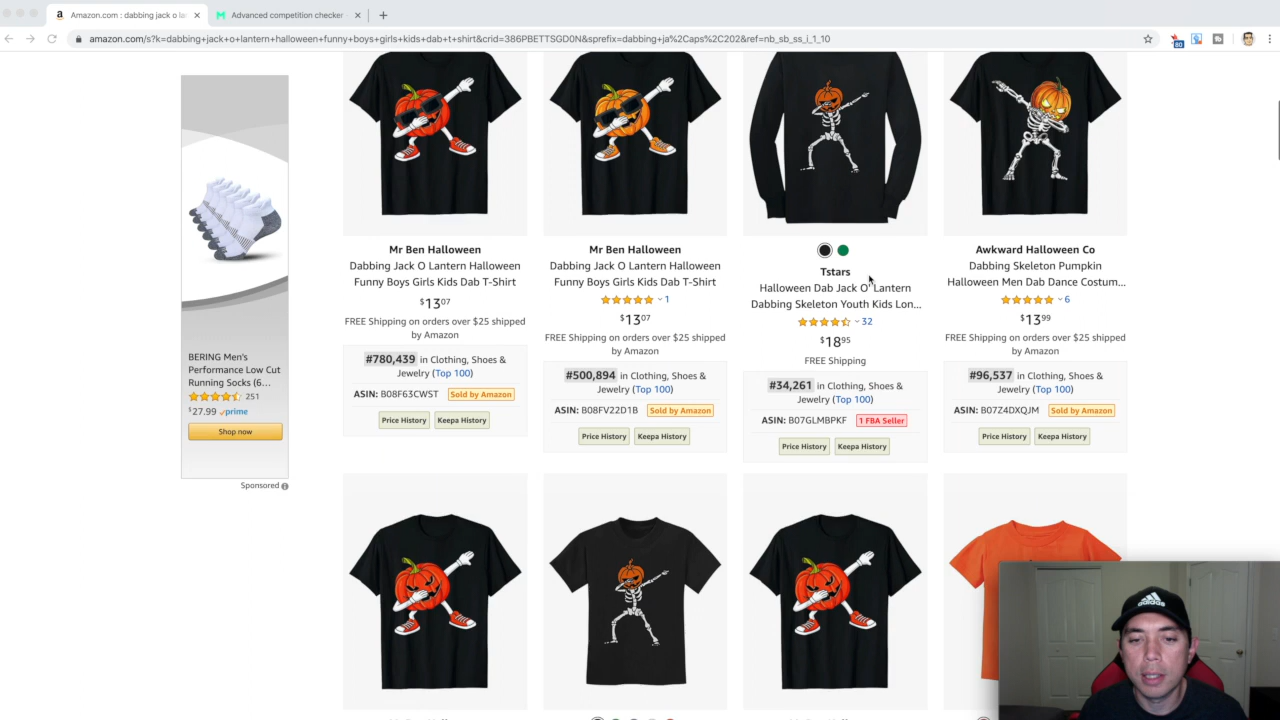 Amazon.com : dabbing jack o la
Advanced competition checker
amazon.com/s?k=dabbing+jack+o+lantern+halloween+funny+boys+girls+kids+dab+t+shirt&crid=386PBETTSGD0N&sprefix=dabbing+ja%2Caps%2C202&ref=nb_sb_ss_i_1_10
80
BERING Men's
Performance Low Cut
Running Socks (6…
251
$27.99 prime
Shop now
Sponsored
Mr Ben Halloween
Dabbing Jack O Lantern Halloween
Funny Boys Girls Kids Dab T-Shirt
$1307
FREE Shipping on orders over $25 shipped
by Amazon
#780,439 in Clothing, Shoes &
Jewelry (Top 100)
ASIN: B08F63CWST Sold by Amazon
Price History Keepa History
Mr Ben Halloween
Dabbing Jack O Lantern Halloween
Funny Boys Girls Kids Dab T-Shirt
1
$1307
FREE Shipping on orders over $25 shipped
by Amazon
#500,894 in Clothing, Shoes &
Jewelry (Top 100)
ASIN: B08FV22D1B Sold by Amazon
Price History Keepa History
Tstars
Halloween Dab Jack O' Lantern
Dabbing Skeleton Youth Kids Lon...
32
$1895
FREE Shipping
#34,261 in Clothing, Shoes &
Jewelry (Top 100)
ASIN: B07GLMBPKF 1 FBA Seller
Price History Keepa History
Awkward Halloween Co
Dabbing Skeleton Pumpkin
Halloween Men Dab Dance Costum...
6
$1399
FREE Shipping on orders over $25 shipped
by Amazon
#96,537 in Clothing, Shoes &
Jewelry (Top 100)
ASIN: B07Z4DXQJM Sold by Amazon
Price History Keepa History
adidas